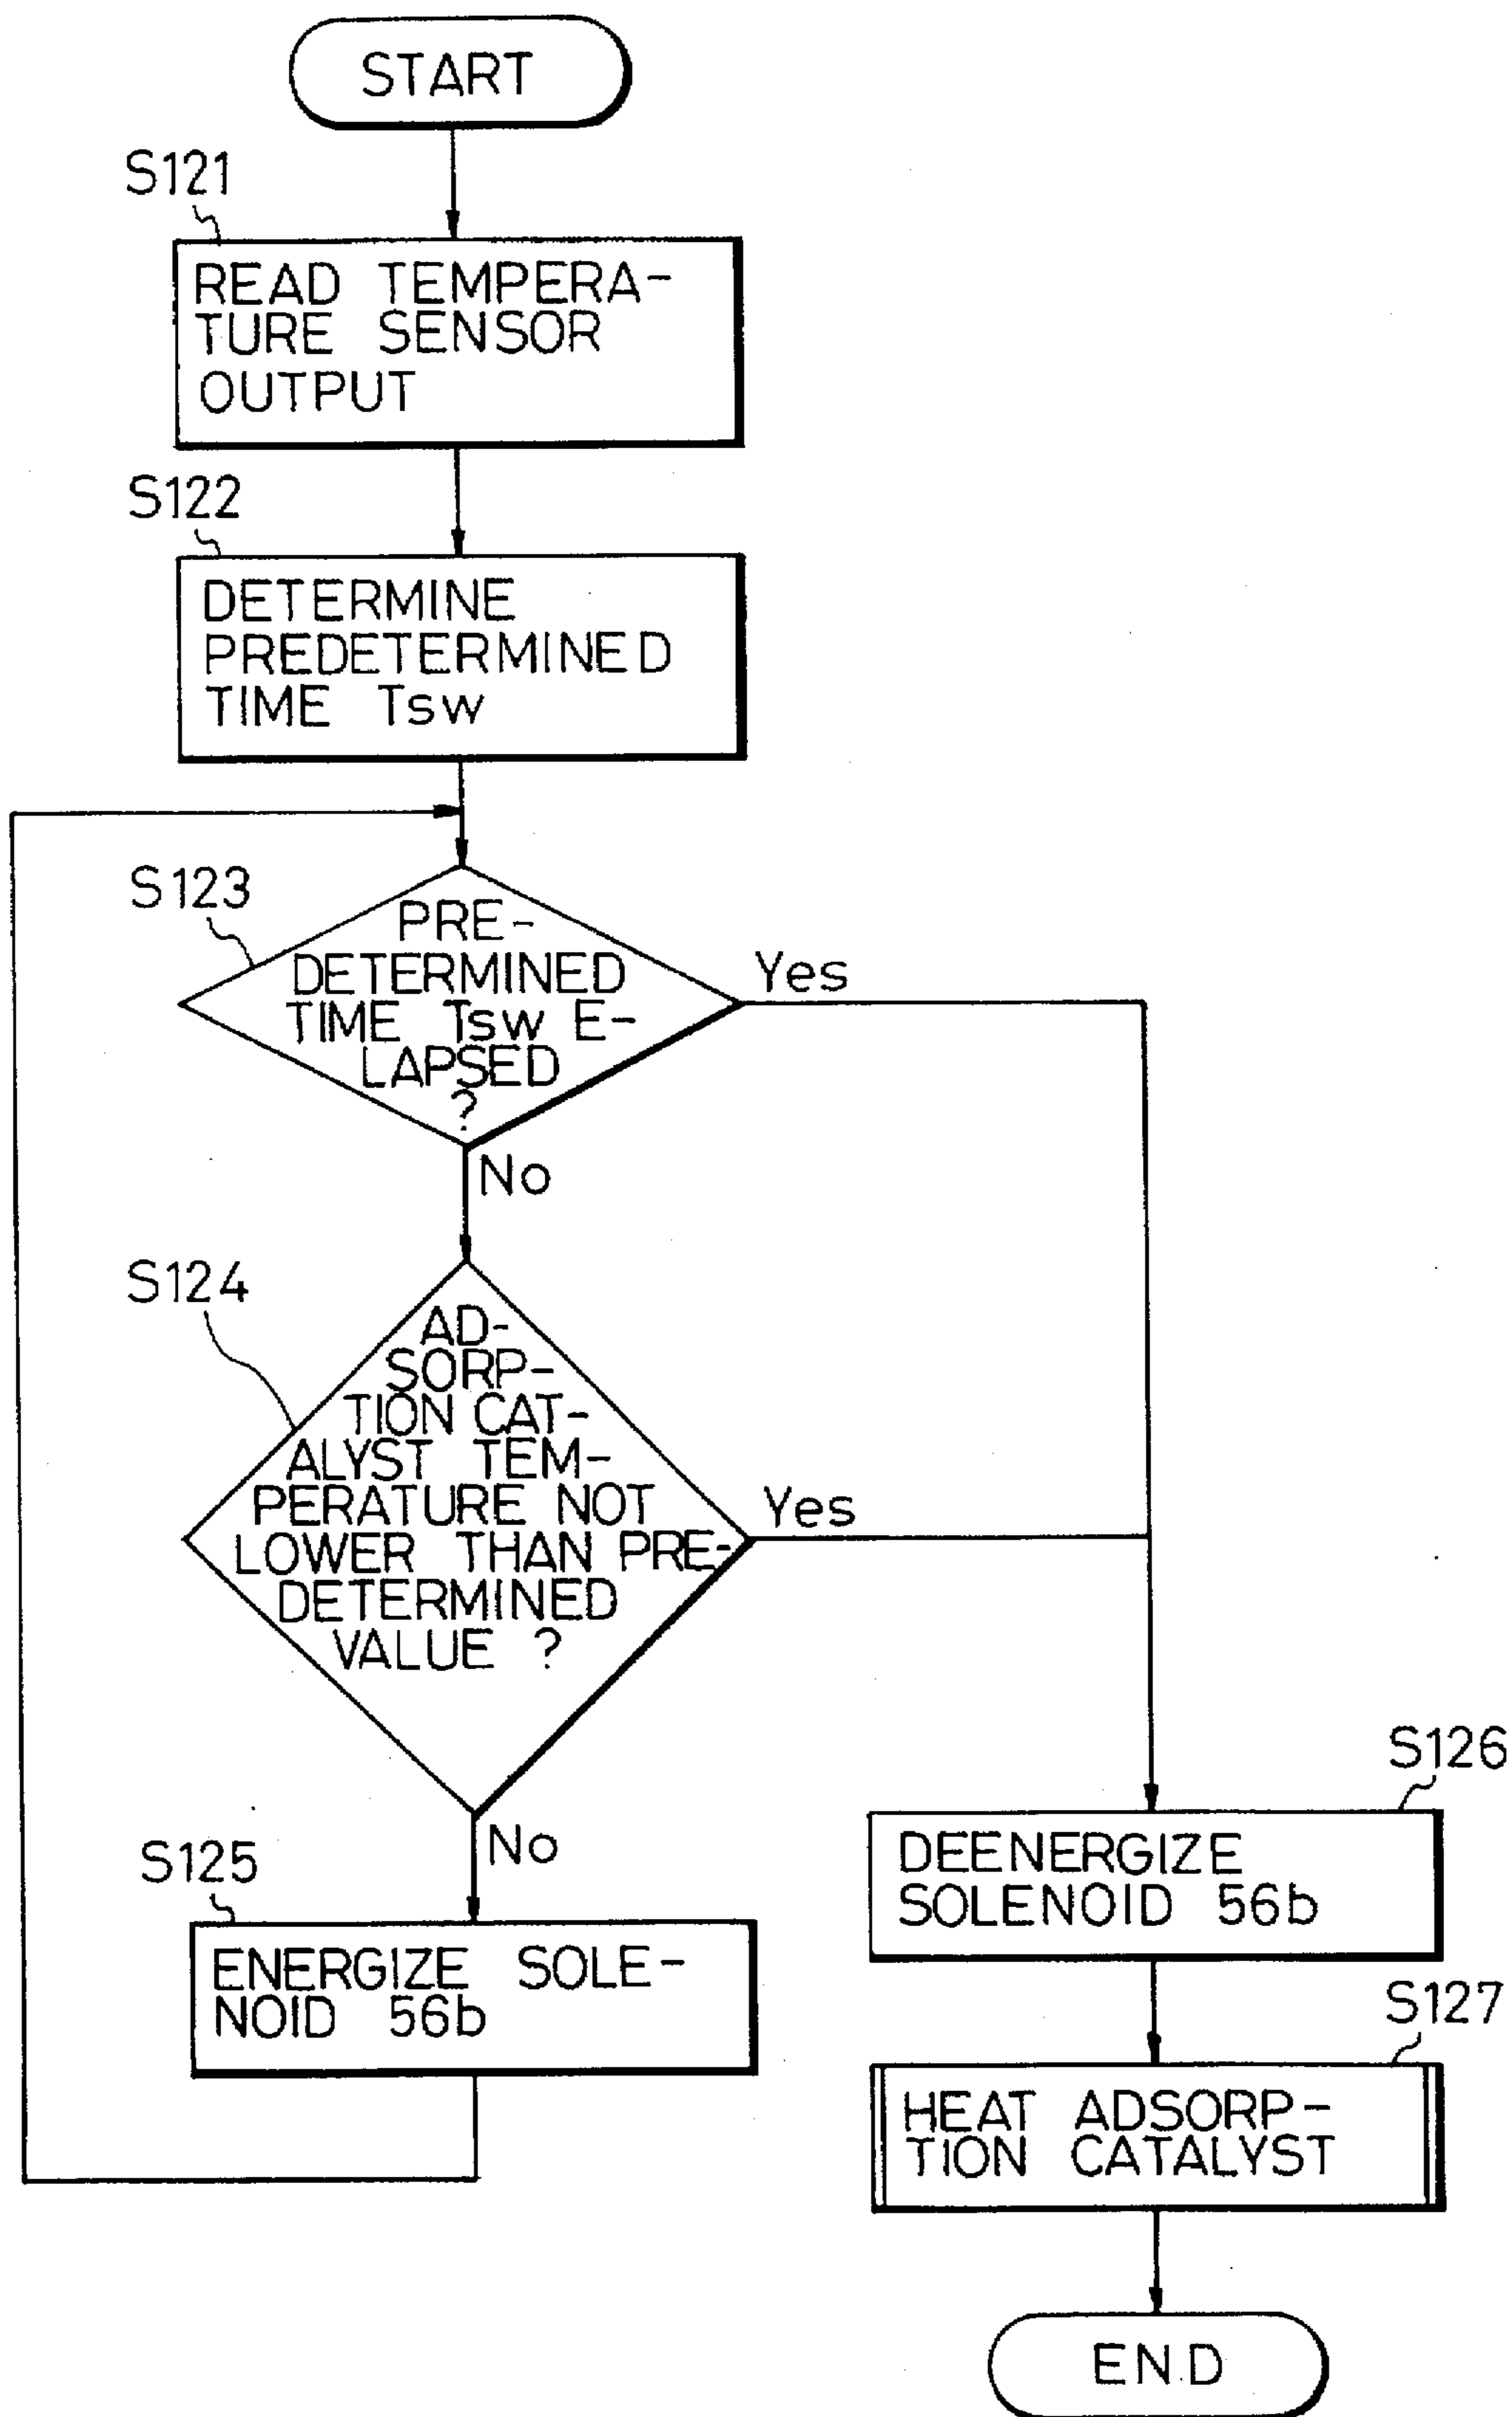 START
S121
READ TEMPERA-
TURE SENSOR
OUTPUT
S122
DETERMINE
PREDETERMINED
TIME Tsw
S123
PRE-
DETERMINED
TIME Tsw E-
LAPSED
?
Yes
No
S124
AD-
SORP-
TION CAT-
ALYST TEM-
PERATURE NOT
LOWER THAN PRE-
DETERMINED
VALUE ?
Yes
No
S125
ENERGIZE SOLE-
NOID 56b
S126
DEENERGIZE
SOLENOID 56b
S127
HEAT ADSORP-
TION CATALYST
END